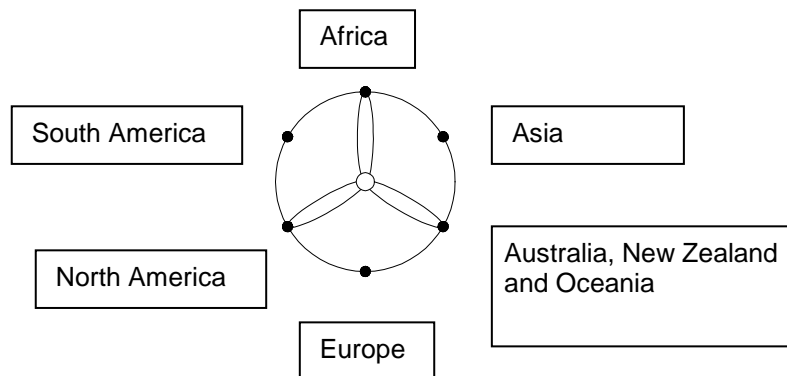 Africa
South America
Asia
North America
Australia, New Zealand
and Oceania
Europe